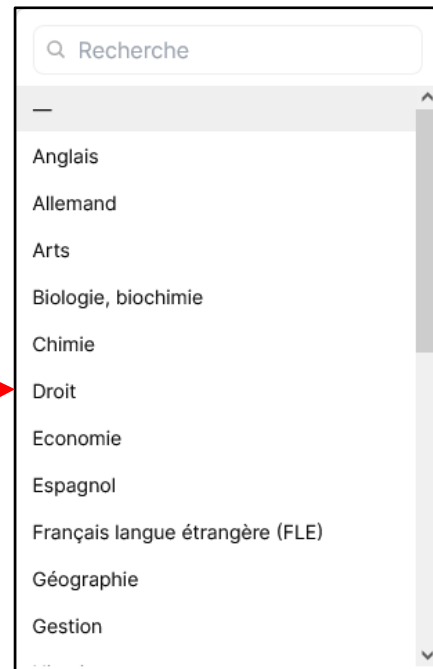 Recherche
—
Anglais
Allemand
Arts
Biologie, biochimie
Chimie
Droit
Economie
Espagnol
Français langue étrangère (FLE)
Géographie
Gestion